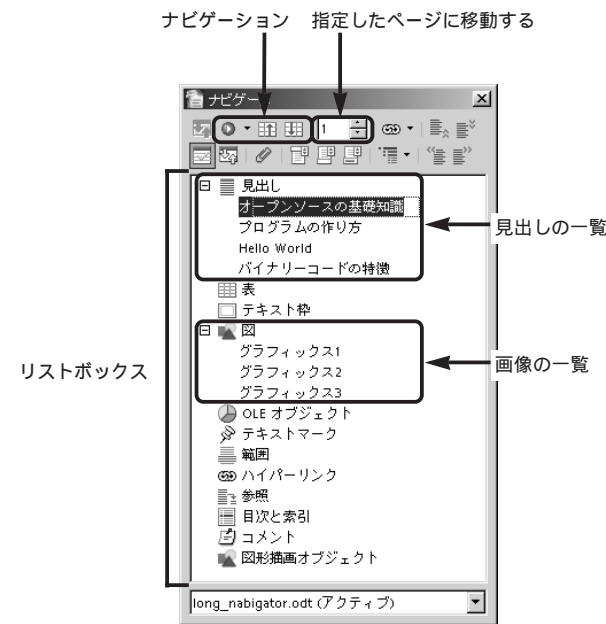 ナビゲーション 指定したページに移動する
ナビゲー
1
見出し
オープンソースの基礎知識
プログラムの作り方
Hello World
バイナリーコードの特徴
見出しの一覧
表
テキスト枠
図
グラフィックス1
グラフィックス2
グラフィックス3
画像の一覧
リストボックス
OLE オブジェクト
テキストマーク
範囲
ハイパーリンク
参照
目次と索引
コメント
図形描画オブジェクト
long_nabigator.odt (アクティブ)